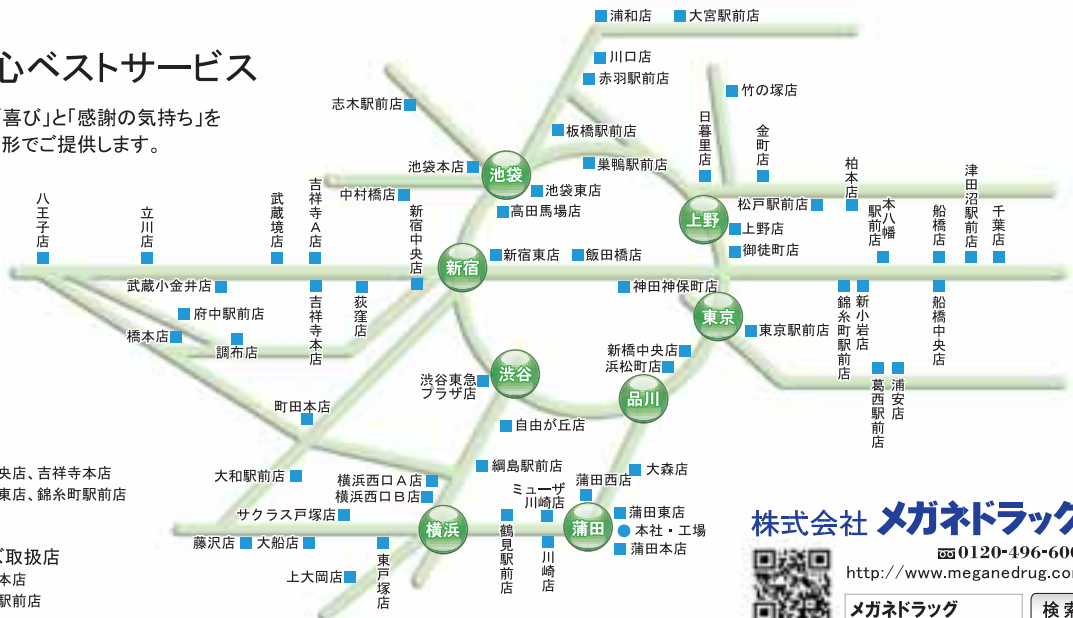 心ベストサービス
「喜び」と「感謝の気持ち」を
形でご提供します。
浦和店
大宮駅前店
川口店
赤羽駅前店
志木駅前店
竹の塚店
板橋駅前店
日暮里店
金町店
巣鴨駅前店
池袋本店
池袋
池袋東店
中村橋店
高田馬場店
松戸駅前店
柏本店
上野
上野店
御徒町店
八王子店
立川店
武蔵境店
吉祥寺A店
新宿中央店
新宿
新宿東店
飯田橋店
本八幡駅前店
船橋店
津田沼駅前店
千葉店
武蔵小金井店
吉祥寺本店
荻窪店
神田神保町店
東京
東京駅前店
錦糸町駅前店
新小岩店
船橋中央店
府中駅前店
橋本店
調布店
新橋中央店
浜松町店
葛西駅前店
浦安店
渋谷
渋谷東急
プラザ店
品川
町田本店
自由が丘店
大和駅前店
綱島駅前店
大森店
横浜西口A店
横浜西口B店
ミューザ
川崎店
蒲田西店
サクラス戸塚店
横浜
鶴見駅前店
蒲田
蒲田東店
本社・工場
蒲田本店
藤沢店
大船店
東戸塚店
川崎店
上大岡店
央店、吉祥寺本店
東店、錦糸町駅前店
ズ取扱店
本店
駅前店
株式会社 メガネドラッグ
0120-496-600
http://www.meganedrug.com
メガネドラッグ
検索